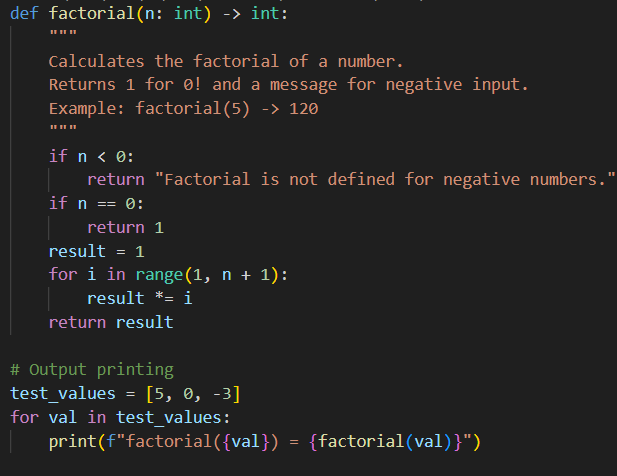 def factorial(n: int) -> int:
    """
    Calculates the factorial of a number.
    Returns 1 for 0! and a message for negative input.
    Example: factorial(5) -> 120
    """
    if n < 0:
        return "Factorial is not defined for negative numbers."
    if n == 0:
        return 1
    result = 1
    for i in range(1, n + 1):
        result *= i
    return result

# Output printing
test_values = [5, 0, -3]
for val in test_values:
    print(f"factorial({val}) = {factorial(val)}")